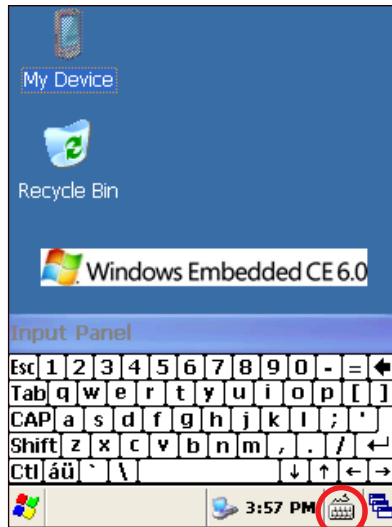 My Device
Recycle Bin
Windows Embedded CE 6.0
Input Panel
Esc 1 2 3 4 5 6 7 8 9 0 - =
Tab q w e r t y u i o p [ ]
CAP a s d f g h j k l ; '
Shift z x c v b n m , . /
Ctl áü ` \ ↓ ↑ ← →
3:57 PM